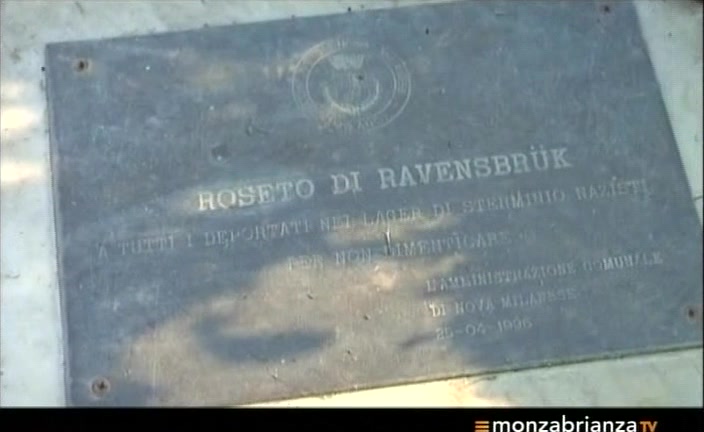 ROSETO DI RAVENSBRÜK
A TUTTI I DEPORTATI NEI LAGER DI STERMINIO NAZISTI
PER NON DIMENTICARE
L'AMMINISTRAZIONE COMUNALE
DI NOVA MILANESE
25-04-1996
monzabrianzaTV